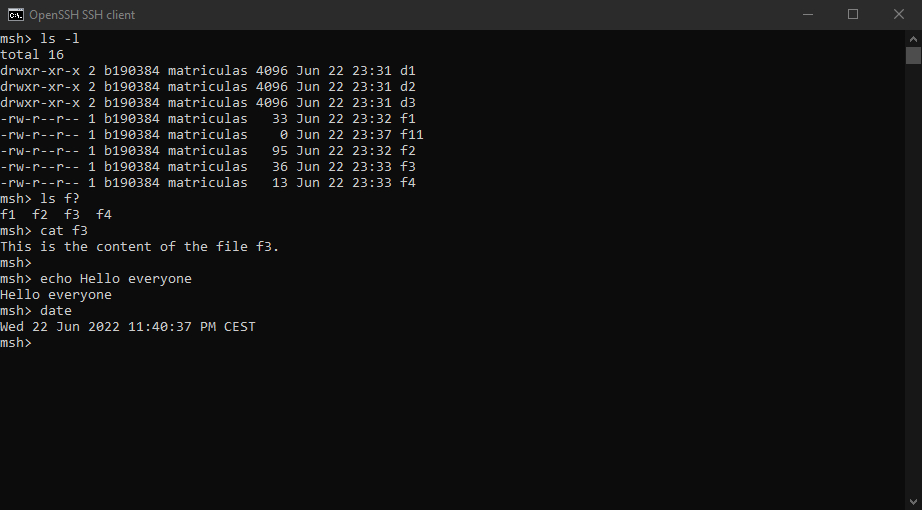 OpenSSH SSH client
msh> ls -l
total 16
drwxr-xr-x 2 b190384 matriculas 4096 Jun 22 23:31 d1
drwxr-xr-x 2 b190384 matriculas 4096 Jun 22 23:31 d2
drwxr-xr-x 2 b190384 matriculas 4096 Jun 22 23:31 d3
-rw-r--r-- 1 b190384 matriculas   33 Jun 22 23:32 f1
-rw-r--r-- 1 b190384 matriculas    0 Jun 22 23:37 f11
-rw-r--r-- 1 b190384 matriculas   95 Jun 22 23:32 f2
-rw-r--r-- 1 b190384 matriculas   36 Jun 22 23:33 f3
-rw-r--r-- 1 b190384 matriculas   13 Jun 22 23:33 f4
msh> ls f?
f1  f2  f3  f4
msh> cat f3
This is the content of the file f3.
msh>
msh> echo Hello everyone
Hello everyone
msh> date
Wed 22 Jun 2022 11:40:37 PM CEST
msh>